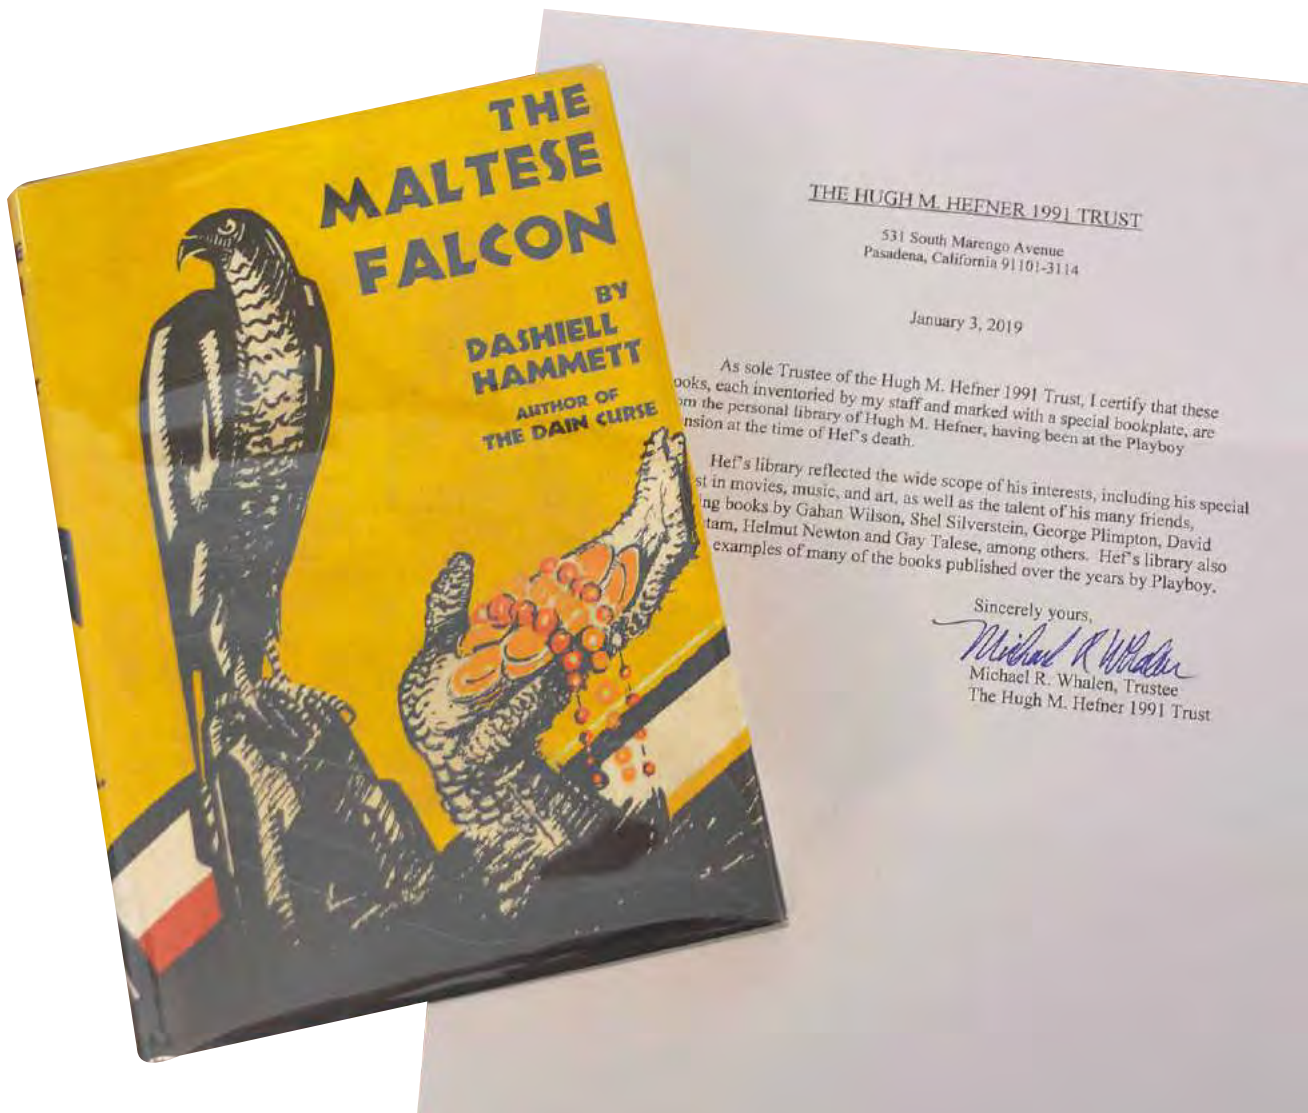 THE
MALTESE
FALCON
BY
DASHIELL
HAMMETT
AUTHOR OF
THE DAIN CURSE
THE HUGH M. HEFNER 1991 TRUST
531 South Marengo Avenue
Pasadena, California 91101-3114
January 3, 2019
As sole Trustee of the Hugh M. Hefner 1991 Trust, I certify that these
ooks, each inventoried by my staff and marked with a special bookplate, are
om the personal library of Hugh M. Hefner, having been at the Playboy
nsion at the time of Hef's death.
Hef's library reflected the wide scope of his interests, including his special
st in movies, music, and art, as well as the talent of his many friends,
ng books by Gahan Wilson, Shel Silverstein, George Plimpton, David
tam, Helmut Newton and Gay Talese, among others. Hef's library also
examples of many of the books published over the years by Playboy.
Sincerely yours,
Michael R Whalen
Michael R. Whalen, Trustee
The Hugh M. Hefner 1991 Trust